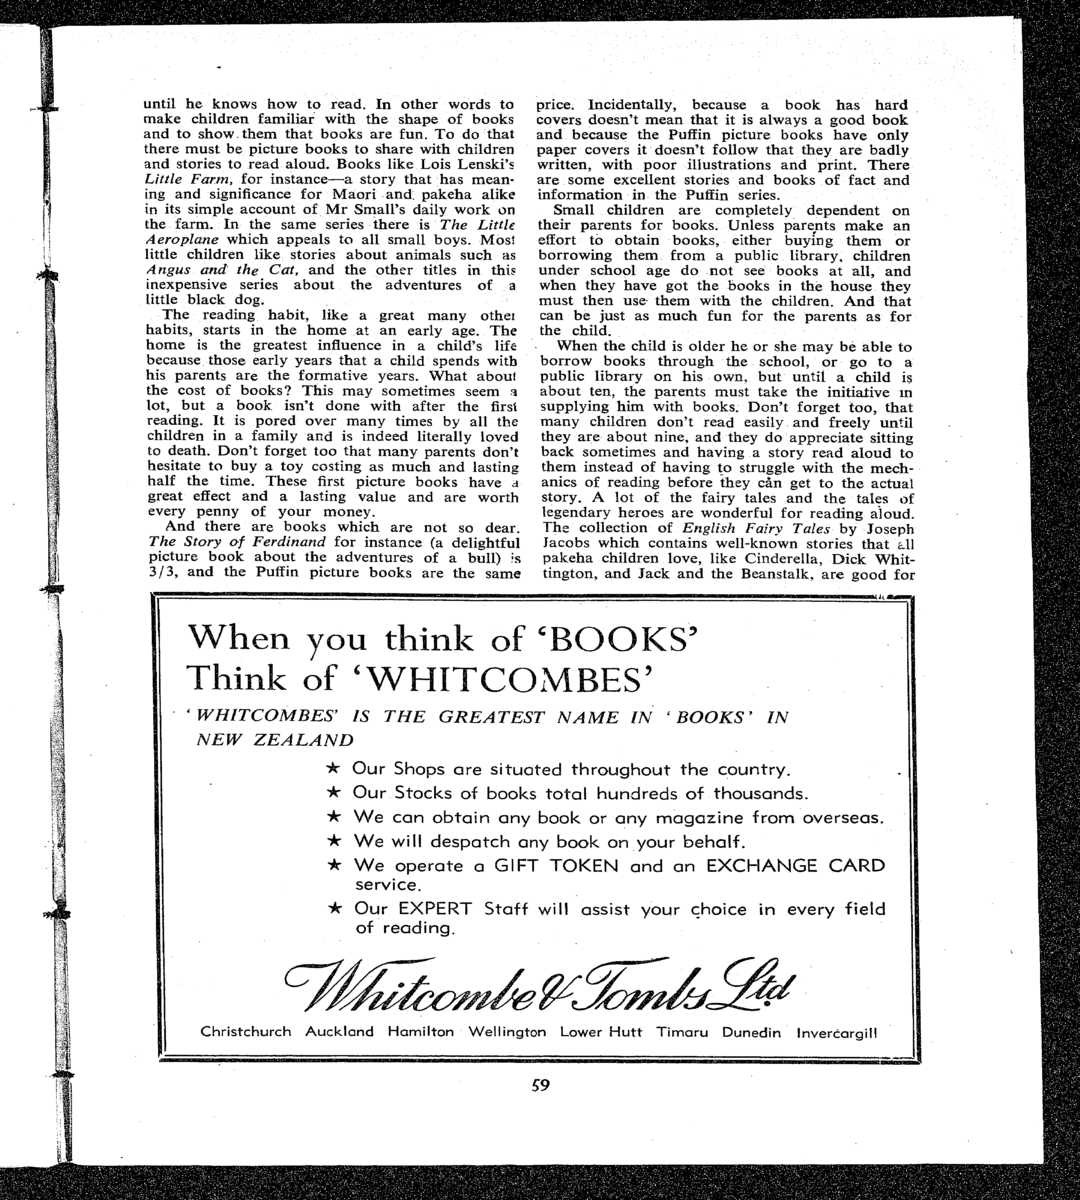 until he knows how to read. In other words to
make children familiar with the shape of books
and to show them that books are fun. To do that
there must be picture books to share with children
and stories to read aloud. Books like Lois Lenski's
Little Farm, for instance—a story that has mean-
ing and significance for Maori and pakeha alike
in its simple account of Mr Small's daily work on
the farm. In the same series there is The Little
Aeroplane which appeals to all small boys. Most
little children like stories about animals such as
Angus and the Cat, and the other titles in this
inexpensive series about the adventures of a
little black dog.
The reading habit, like a great many other
habits, starts in the home at an early age. The
home is the greatest influence in a child's life
because those early years that a child spends with
his parents are the formative years. What about
the cost of books? This may sometimes seem a
lot, but a book isn't done with after the first
reading. It is pored over many times by all the
children in a family and is indeed literally loved
to death. Don't forget too that many parents don't
hesitate to buy a toy costing as much and lasting
half the time. These first picture books have a
great effect and a lasting value and are worth
every penny of your money.
And there are books which are not so dear.
The Story of Ferdinand for instance (a delightful
picture book about the adventures of a bull) is
3/3, and the Puffin picture books are the same
price. Incidentally, because a book has hard
covers doesn't mean that it is always a good book
and because the Puffin picture books have only
paper covers it doesn't follow that they are badly
written, with poor illustrations and print. There
are some excellent stories and books of fact and
information in the Puffin series.
Small children are completely dependent on
their parents for books. Unless parents make an
effort to obtain books, either buying them or
borrowing them from a public library, children
under school age do not see books at all, and
when they have got the books in the house they
must then use them with the children. And that
can be just as much fun for the parents as for
the child.
When the child is older he or she may be able to
borrow books through the school, or go to a
public library on his own, but until a child is
about ten, the parents must take the initiative in
supplying him with books. Don't forget too, that
many children don't read easily and freely until
they are about nine, and they do appreciate sitting
back sometimes and having a story read aloud to
them instead of having to struggle with the mech-
anics of reading before they can get to the actual
story. A lot of the fairy tales and the tales of
legendary heroes are wonderful for reading aloud.
The collection of English Fairy Tales by Joseph
Jacobs which contains well-known stories that all
pakeha children love, like Cinderella, Dick Whit-
tington, and Jack and the Beanstalk, are good for
When you think of 'BOOKS'
Think of 'WHITCOMBES'
'WHITCOMBES' IS THE GREATEST NAME IN 'BOOKS' IN
NEW ZEALAND
★ Our Shops are situated throughout the country.
★ Our Stocks of books total hundreds of thousands.
★ We can obtain any book or any magazine from overseas.
★ We will despatch any book on your behalf.
★ We operate a GIFT TOKEN and an EXCHANGE CARD
service.
★ Our EXPERT Staff will assist your choice in every field
of reading.
Whitcombe & Tombs Ltd
Christchurch Auckland Hamilton Wellington Lower Hutt Timaru Dunedin Invercargill
59